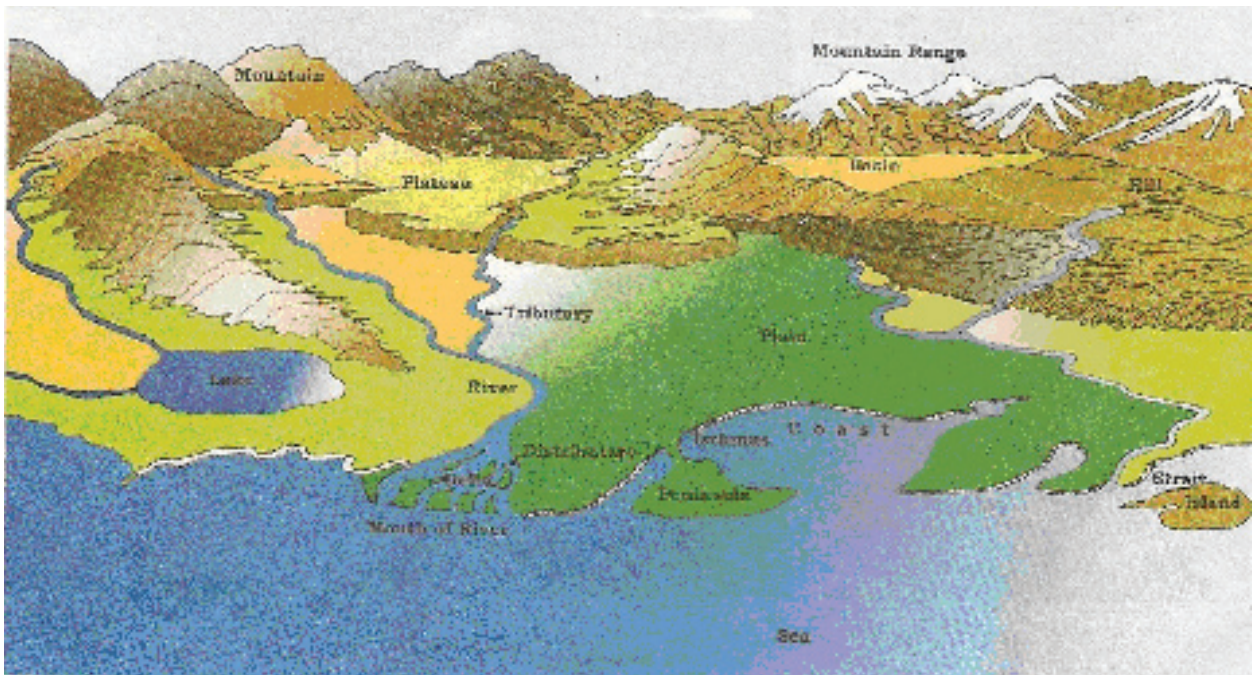 Mountain Range
Mountain
Basin
Plateau
Hill
Tributary
Plain
Lake
River
Coast
Isthmus
Distributary
Delta
Strait
Peninsula
Island
Mouth of River
Sea